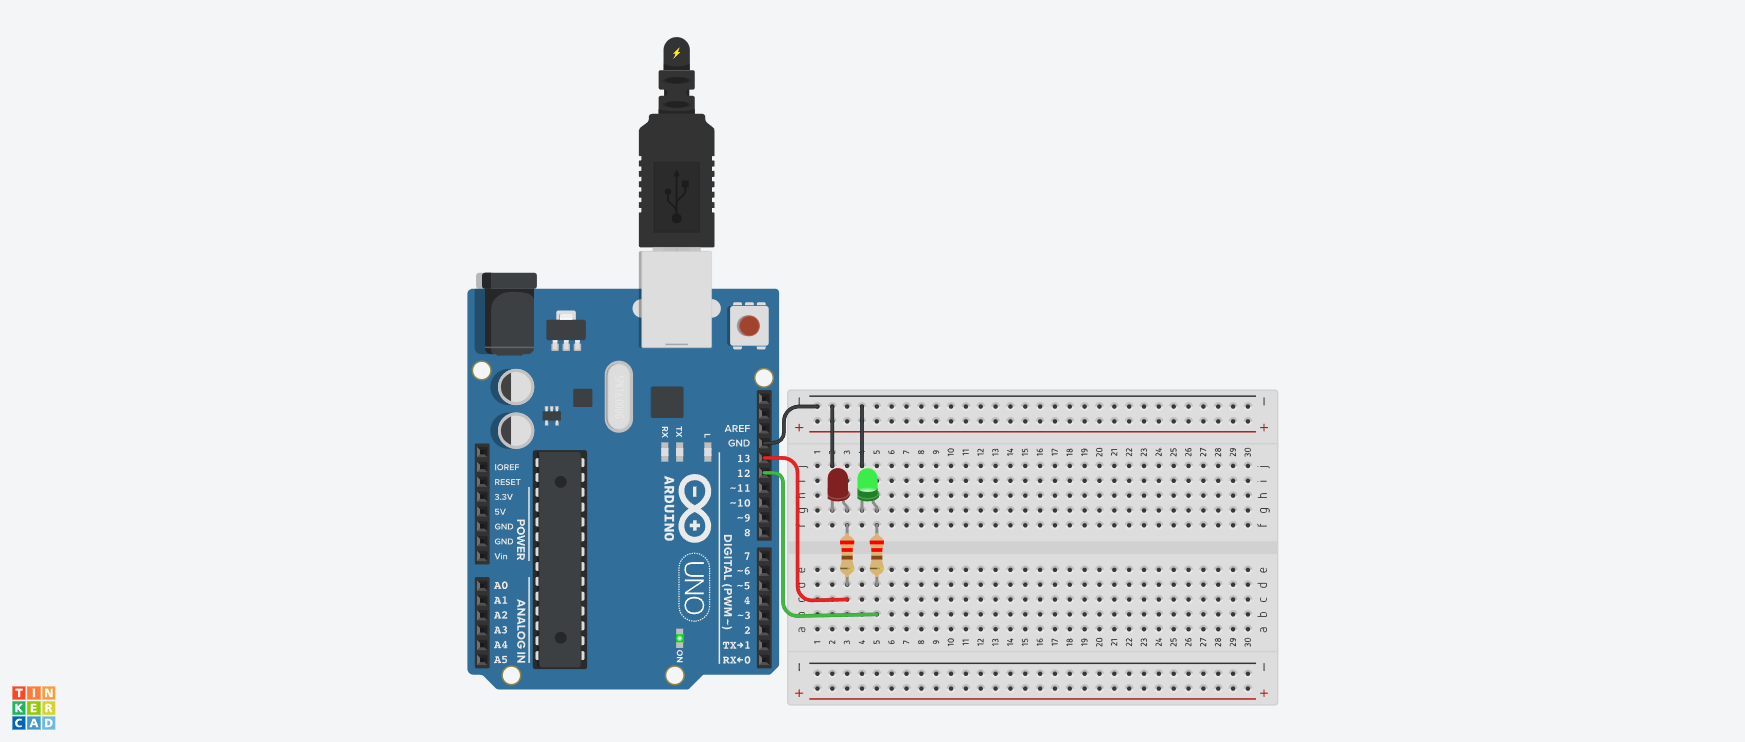 AREF
GND
RX TX L
13
12
~11
~10
~9
8
IOREF
RESET
3.3V
5V
GND
GND
Vin
POWER
ARDUINO
UNO
DIGITAL (PWM~)
7
~6
~5
4
~3
2
TX→1
RX←0
A0
A1
A2
A3
A4
A5
ANALOG IN
ON
− −
+ +
1 2 3 4 5 6 7 8 9 10 11 12 13 14 15 16 17 18 19 20 21 22 23 24 25 26 27 28 29 30
j j
i i
h h
g g
f f
e e
d d
c c
b b
a a
1 2 3 4 5 6 7 8 9 10 11 12 13 14 15 16 17 18 19 20 21 22 23 24 25 26 27 28 29 30
− −
+ +
TIN
KER
CAD